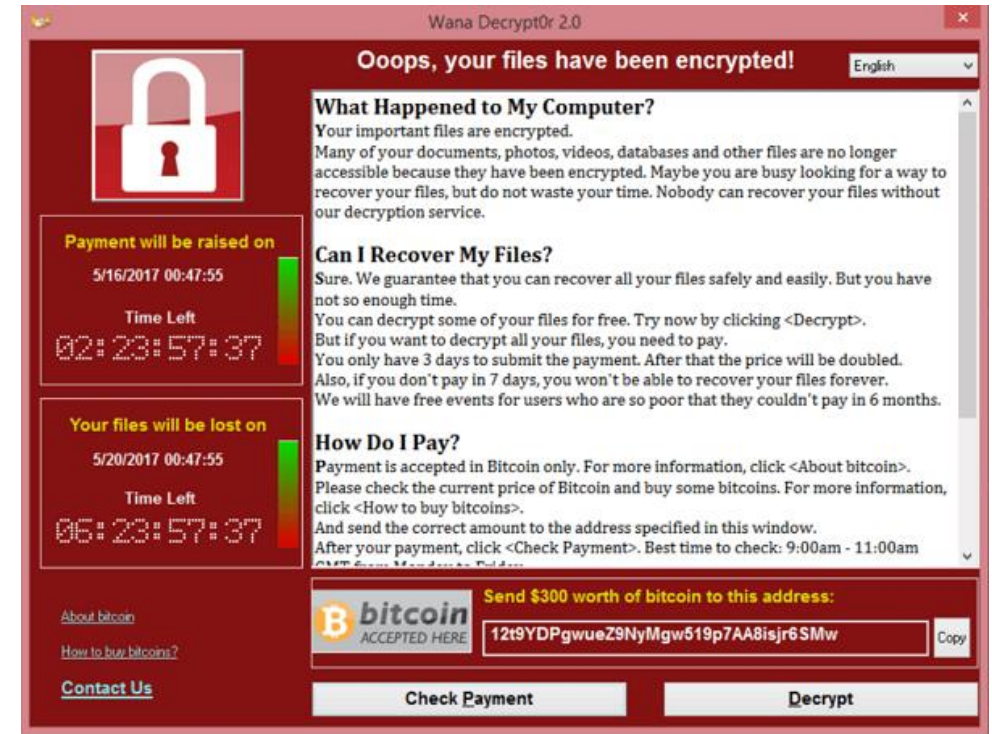 Wana Decrypt0r 2.0
Ooops, your files have been encrypted!
English
What Happened to My Computer?
Your important files are encrypted.
Many of your documents, photos, videos, databases and other files are no longer
accessible because they have been encrypted. Maybe you are busy looking for a way to
recover your files, but do not waste your time. Nobody can recover your files without
our decryption service.
Can I Recover My Files?
Sure. We guarantee that you can recover all your files safely and easily. But you have
not so enough time.
You can decrypt some of your files for free. Try now by clicking <Decrypt>.
But if you want to decrypt all your files, you need to pay.
You only have 3 days to submit the payment. After that the price will be doubled.
Also, if you don't pay in 7 days, you won't be able to recover your files forever.
We will have free events for users who are so poor that they couldn't pay in 6 months.
How Do I Pay?
Payment is accepted in Bitcoin only. For more information, click <About bitcoin>.
Please check the current price of Bitcoin and buy some bitcoins. For more information,
click <How to buy bitcoins>.
And send the correct amount to the address specified in this window.
After your payment, click <Check Payment>. Best time to check: 9:00am - 11:00am
GMT from Monday to Friday
Payment will be raised on
5/16/2017 00:47:55
Time Left
02:23:57:37
Your files will be lost on
5/20/2017 00:47:55
Time Left
06:23:57:37
About bitcoin
How to buy bitcoins?
Contact Us
bitcoin
ACCEPTED HERE
Send $300 worth of bitcoin to this address:
12t9YDPgwueZ9NyMgw519p7AA8isjr6SMw
Copy
Check Payment
Decrypt